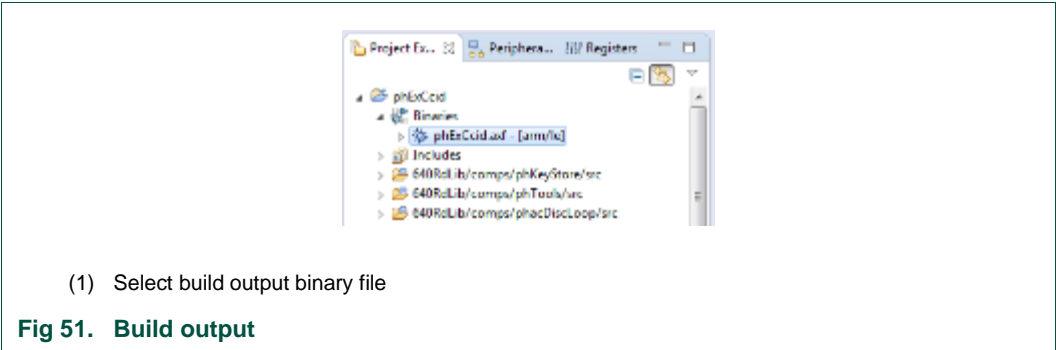 Project Ex... Periphera... Registers
phExCcid
Binaries
phExCcid.axf - [arm/le]
Includes
640RdLib/comps/phKeyStore/src
640RdLib/comps/phTools/src
640RdLib/comps/phacDiscLoop/src
(1) Select build output binary file
Fig 51. Build output